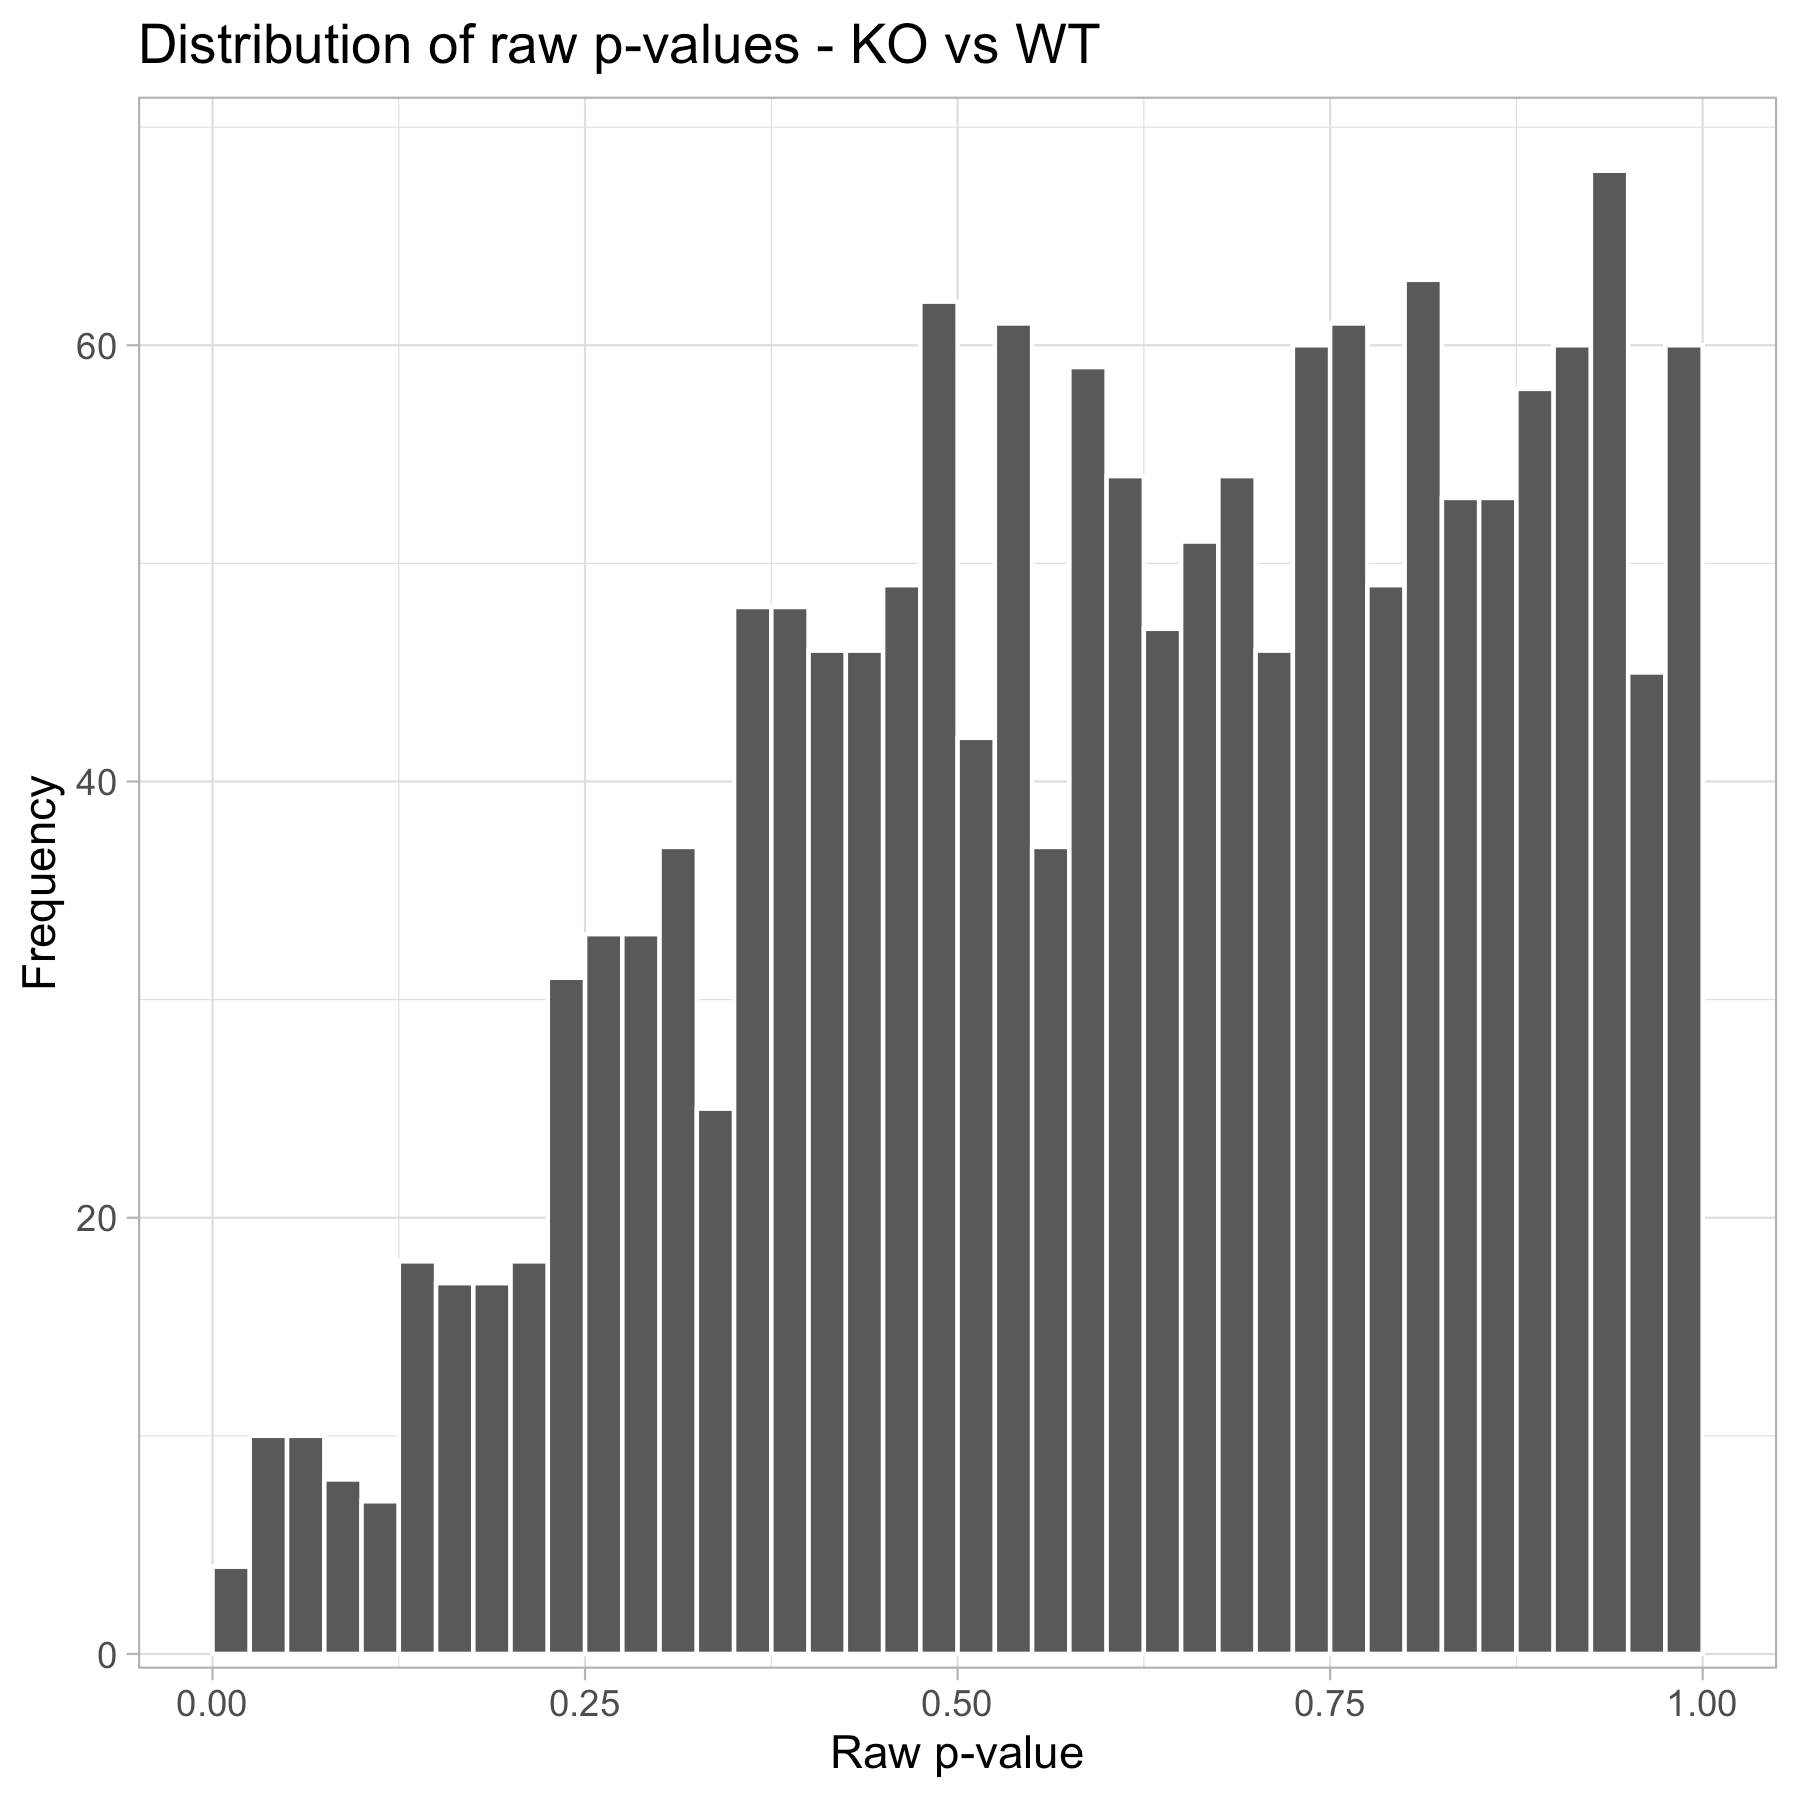 Distribution of raw p-values - KO vs WT
60
40
20
0
Frequency
0.00 0.25 0.50 0.75 1.00
Raw p-value